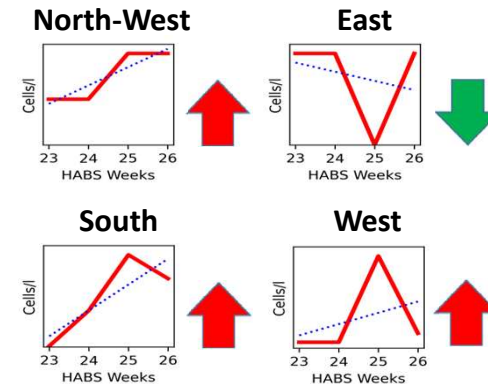 North-West
Cells/l
23 24 25 26
HABS Weeks
East
Cells/l
23 24 25 26
HABS Weeks
South
Cells/l
23 24 25 26
HABS Weeks
West
Cells/l
23 24 25 26
HABS Weeks